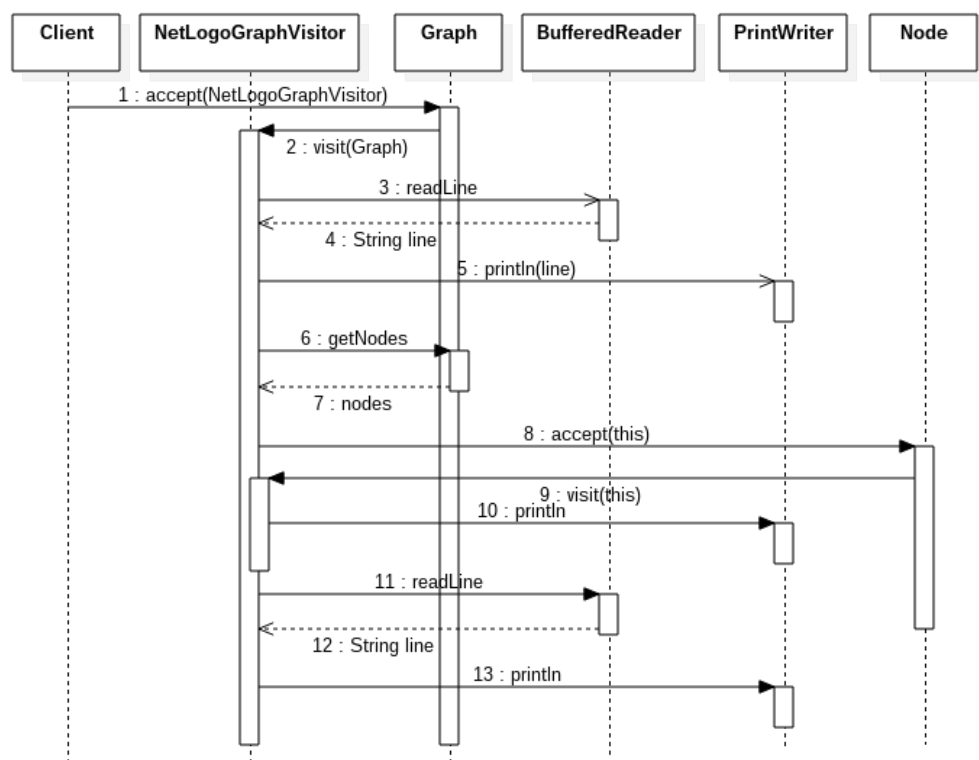 Client
NetLogoGraphVisitor
Graph
BufferedReader
PrintWriter
Node
1 : accept(NetLogoGraphVisitor)
2 : visit(Graph)
3 : readLine
4 : String line
5 : println(line)
6 : getNodes
7 : nodes
8 : accept(this)
9 : visit(this)
10 : println
11 : readLine
12 : String line
13 : println